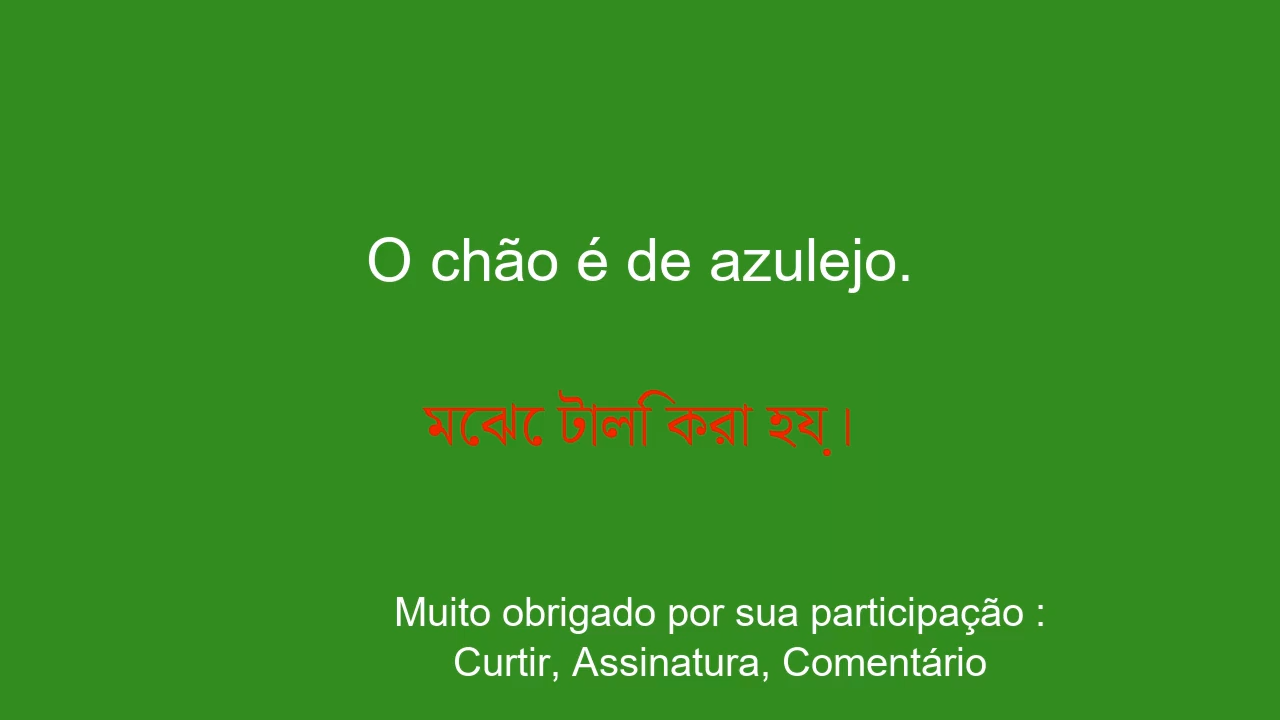 O chão é de azulejo.
মেঝে টালি করা হয়।
Muito obrigado por sua participação :
Curtir, Assinatura, Comentário